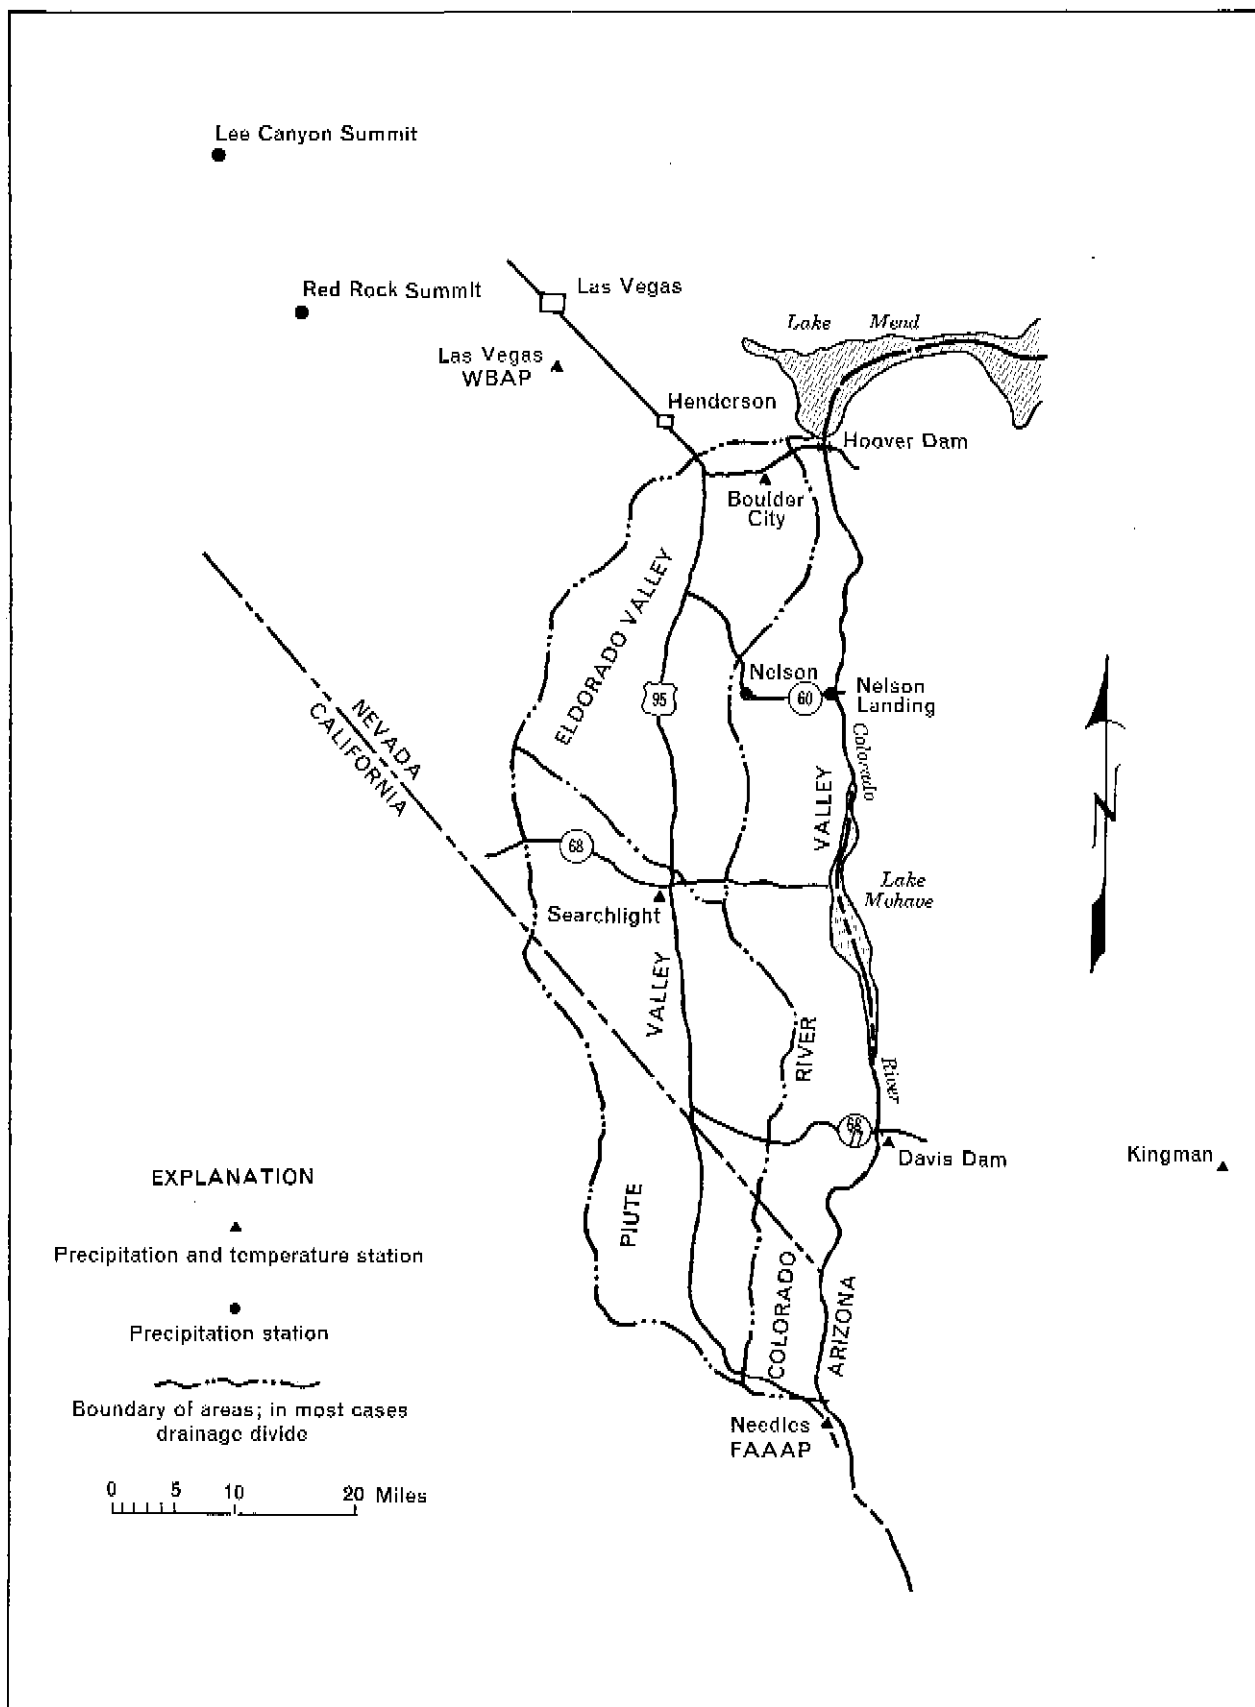 Lee Canyon Summit
Red Rock Summit
Las Vegas
Lake Mend
Las Vegas
WBAP
Henderson
Hoover Dam
Boulder
City
ELDORADO VALLEY
NEVADA
CALIFORNIA
Nelson
95
60
Nelson
Landing
Colorado
VALLEY
68
Lake
Mohave
Searchlight
VALLEY
RIVER
River
N
68
77
Davis Dam
Kingman
EXPLANATION
Precipitation and temperature station
Precipitation station
Boundary of areas; in most cases
drainage divide
0 5 10 20 Miles
PIUTE
COLORADO
ARIZONA
Needles
FAAAP